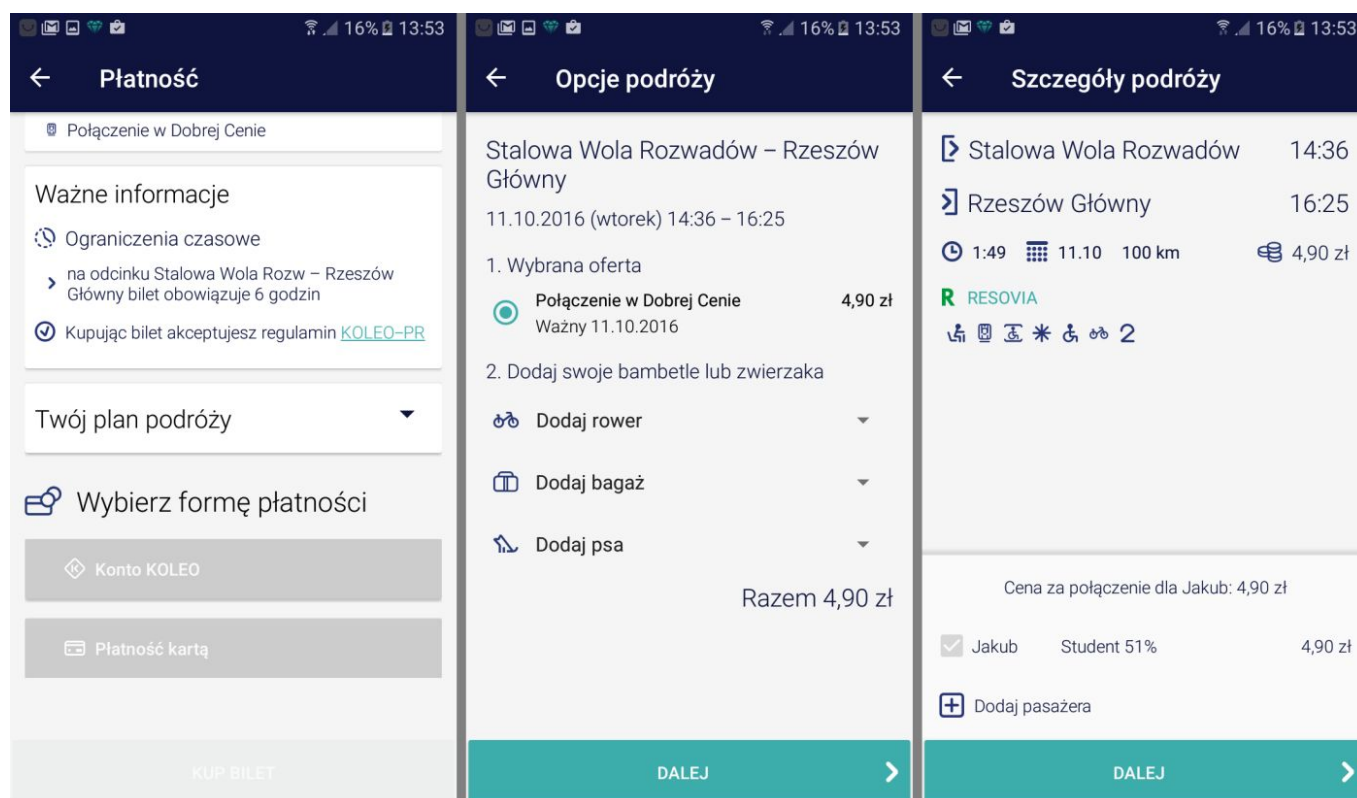 16% 13:53
Płatność
Połączenie w Dobrej Cenie
Ważne informacje
Ograniczenia czasowe
na odcinku Stalowa Wola Rozw – Rzeszów
Główny bilet obowiązuje 6 godzin
Kupując bilet akceptujesz regulamin KOLEO–PR
Twój plan podróży
Wybierz formę płatności
Konto KOLEO
Płatność kartą
KUP BILET
16% 13:53
Opcje podróży
Stalowa Wola Rozwadów – Rzeszów
Główny
11.10.2016 (wtorek) 14:36 – 16:25
1. Wybrana oferta
Połączenie w Dobrej Cenie 4,90 zł
Ważny 11.10.2016
2. Dodaj swoje bambetle lub zwierzaka
Dodaj rower
Dodaj bagaż
Dodaj psa
Razem 4,90 zł
DALEJ
16% 13:53
Szczegóły podróży
Stalowa Wola Rozwadów 14:36
Rzeszów Główny 16:25
1:49 11.10 100 km 4,90 zł
R RESOVIA
2
Cena za połączenie dla Jakub: 4,90 zł
Jakub Student 51% 4,90 zł
Dodaj pasażera
DALEJ